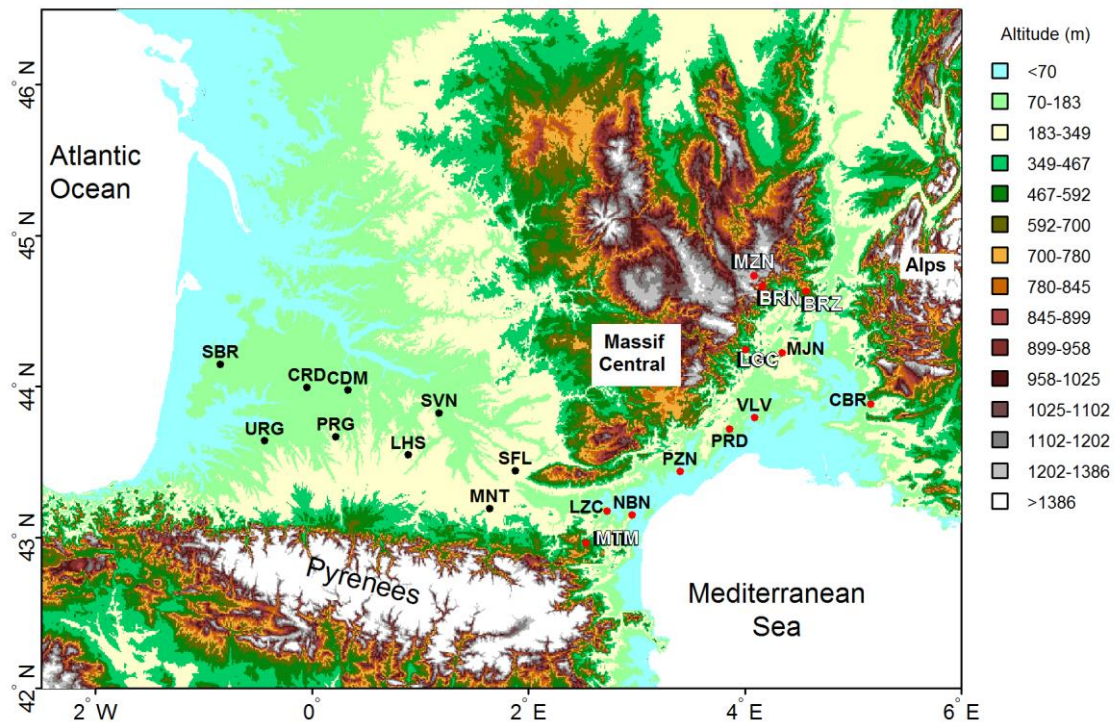 Altitude (m)
<70
70-183
183-349
349-467
467-592
592-700
700-780
780-845
845-899
899-958
958-1025
1025-1102
1102-1202
1202-1386
>1386
46° N
45° N
44° N
43° N
42° N
Atlantic
Ocean
MZN
Alps
BRN
BRZ
Massif
Central
SBR
LGC
MJN
CRD
CDM
SVN
VLV
CBR
URG
PRG
LHS
PRD
SFL
PZN
MNT
LZC
NBN
MTM
Pyrenees
Mediterranean
Sea
2° W
0°
2° E
4° E
6° E